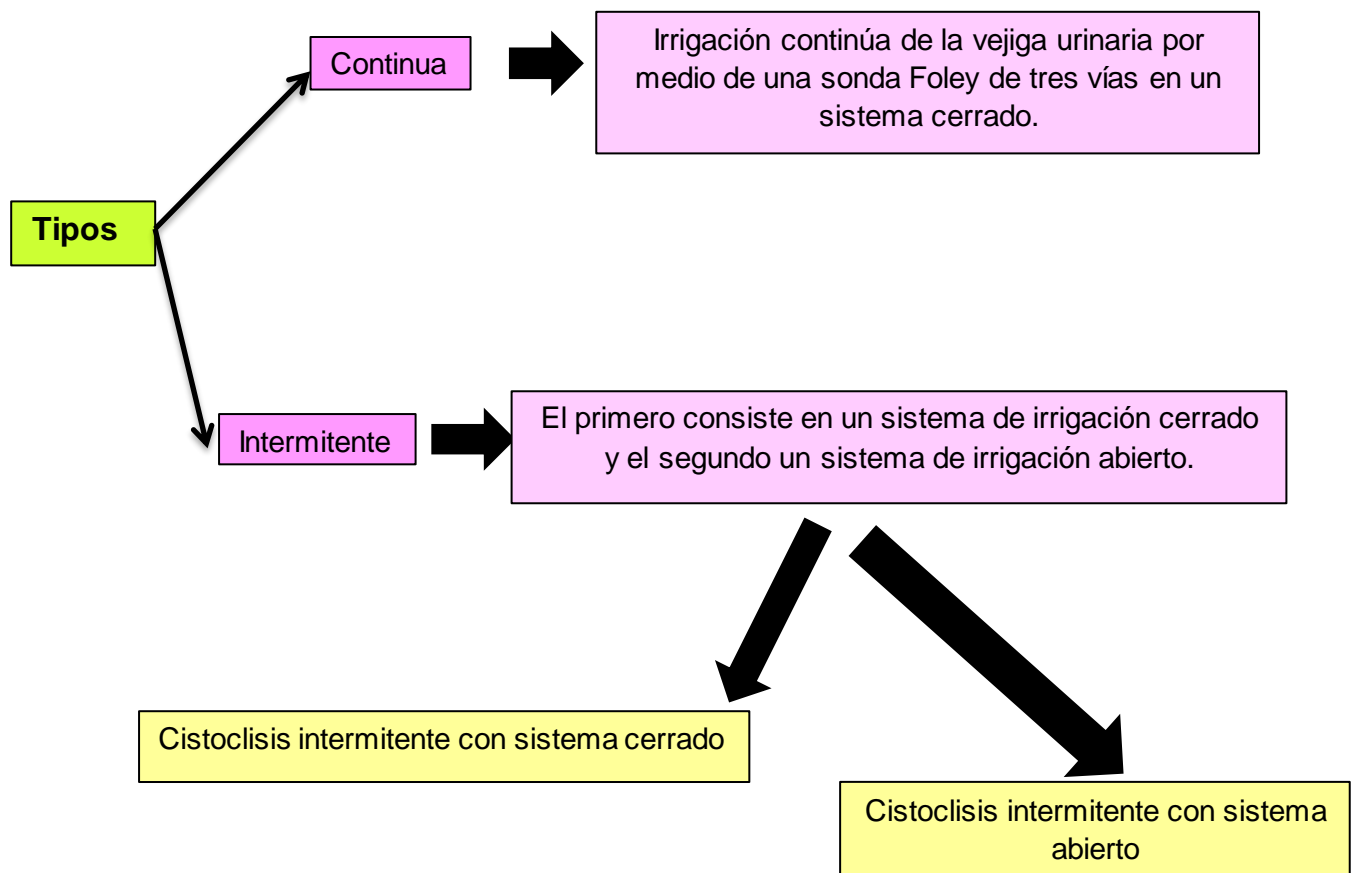 Continua
Irrigación continúa de la vejiga urinaria por
medio de una sonda Foley de tres vías en un
sistema cerrado.
Tipos
Intermitente
El primero consiste en un sistema de irrigación cerrado
y el segundo un sistema de irrigación abierto.
Cistoclisis intermitente con sistema cerrado
Cistoclisis intermitente con sistema
abierto